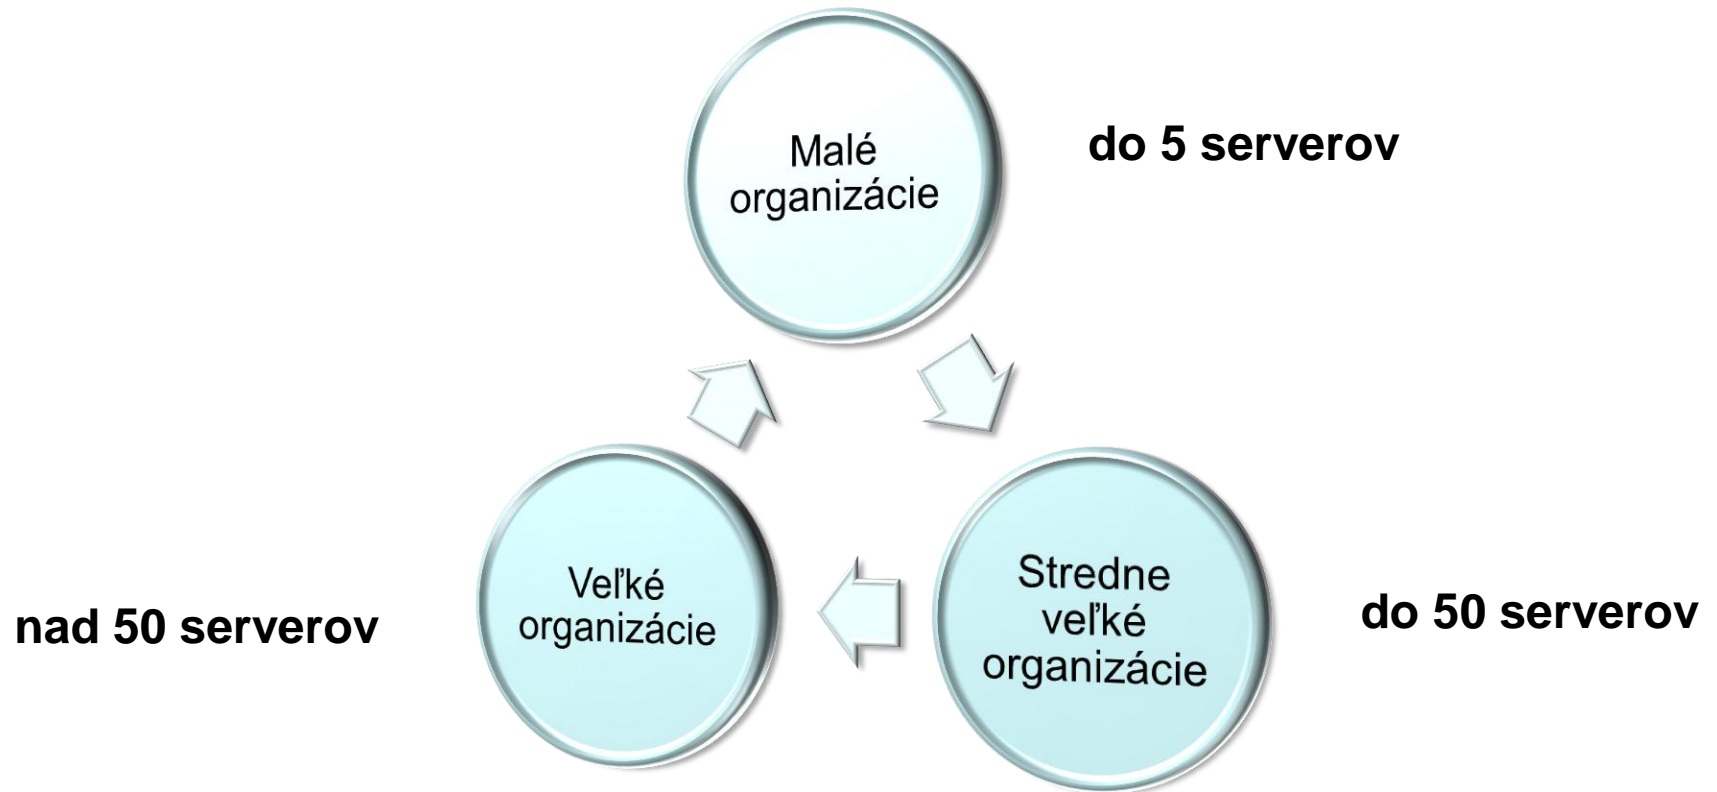 Malé
organizácie
do 5 serverov
Stredne
veľké
organizácie
do 50 serverov
Veľké
organizácie
nad 50 serverov